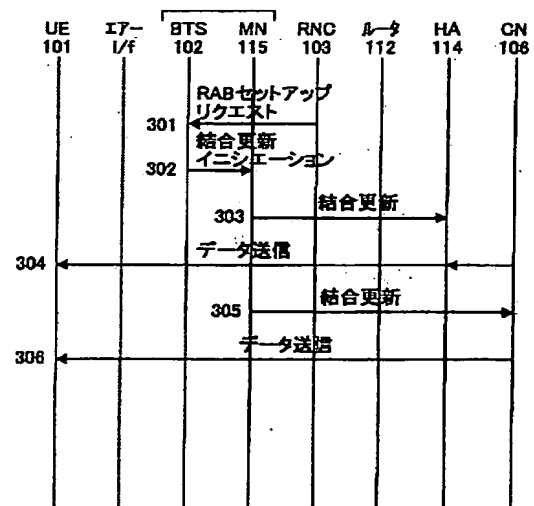 UE エアー BTS MN RNC ルータ HA CN
101 I/f 102 115 103 112 114 106
RABセットアップ
リクエスト
301
結合更新
イニシエーション
302
結合更新
303
データ送信
304
結合更新
305
データ送信
306